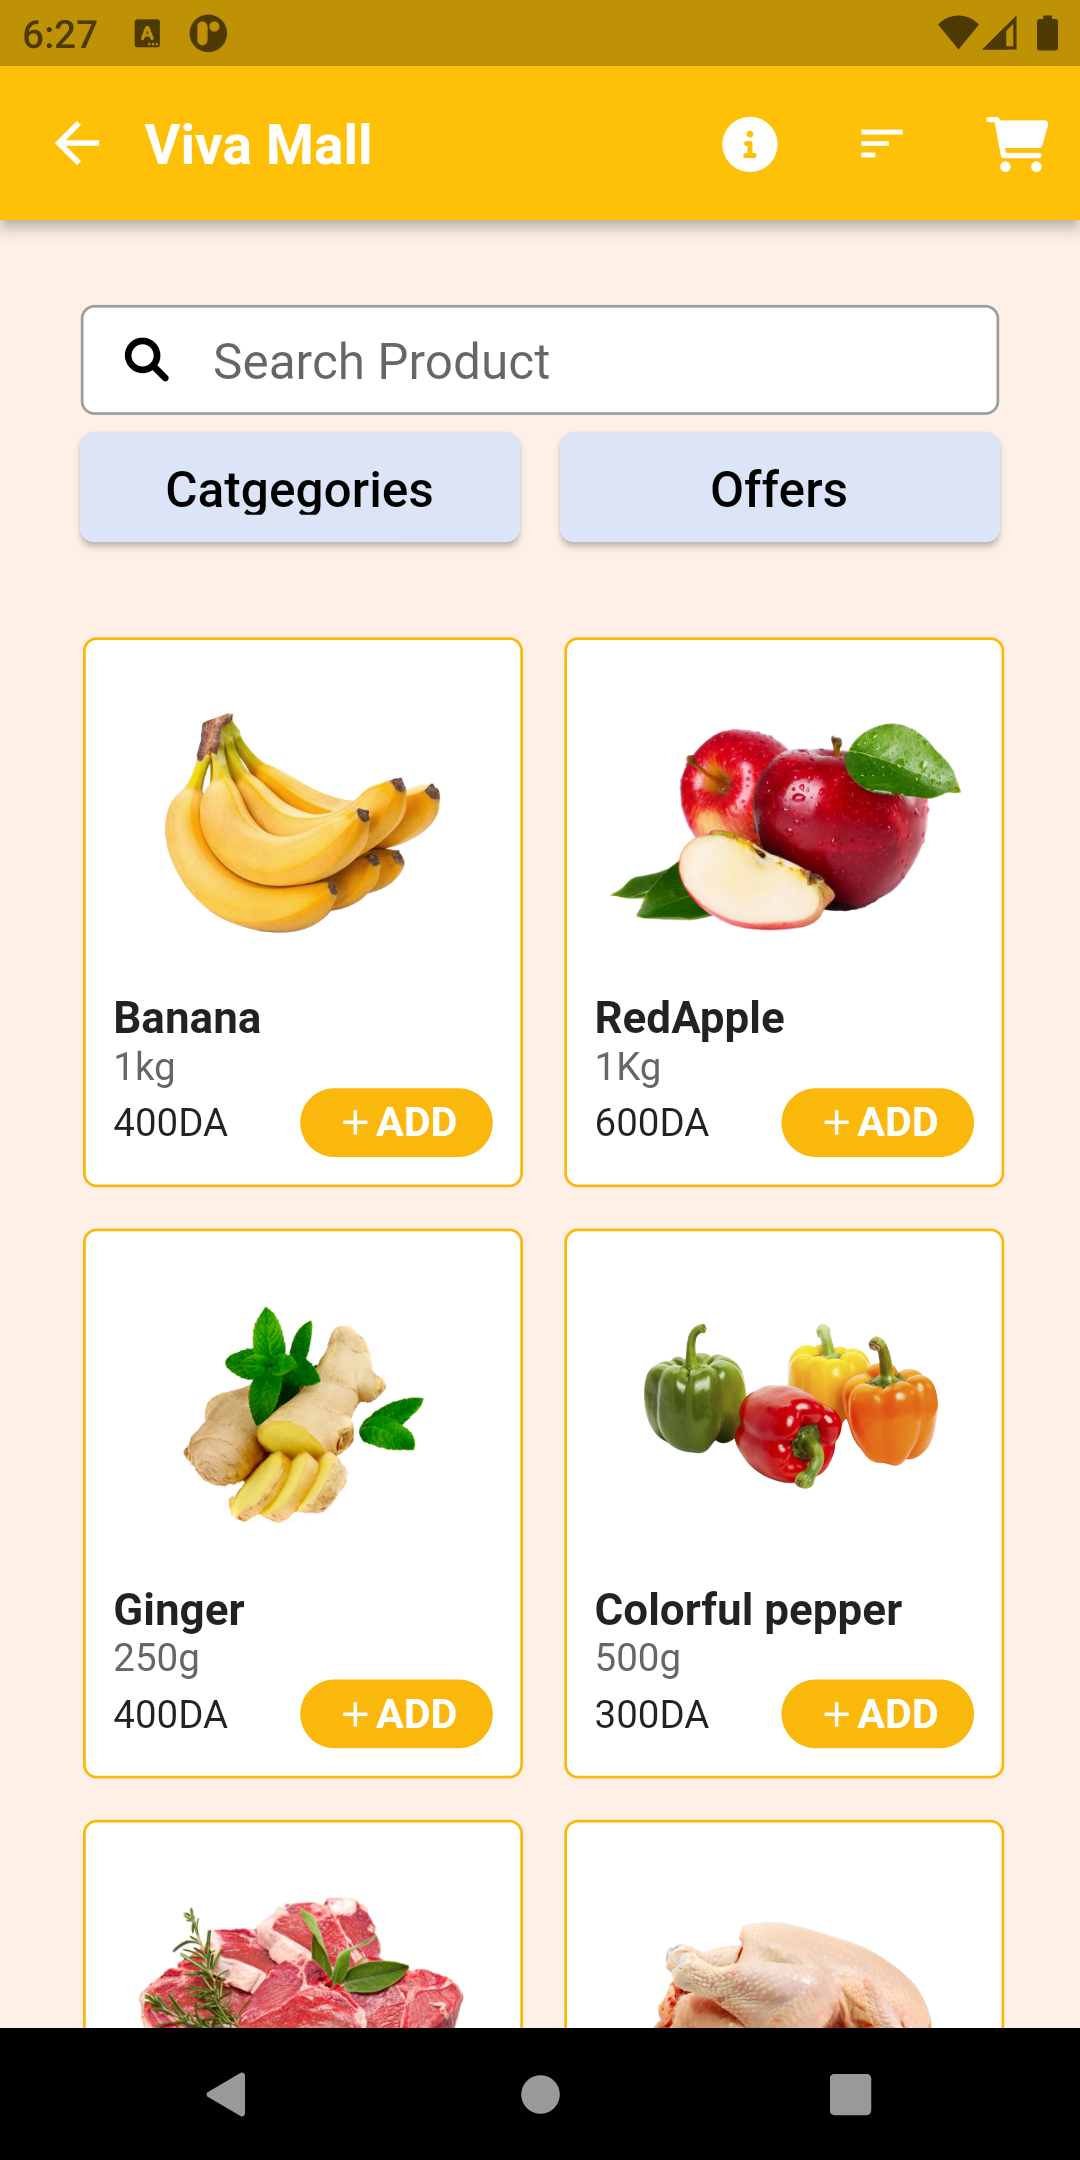 6:27
Viva Mall
Search Product
Catgegories
Offers
Banana
1kg
400DA
+ADD
RedApple
1Kg
600DA
+ADD
Ginger
250g
400DA
+ADD
Colorful pepper
500g
300DA
+ADD